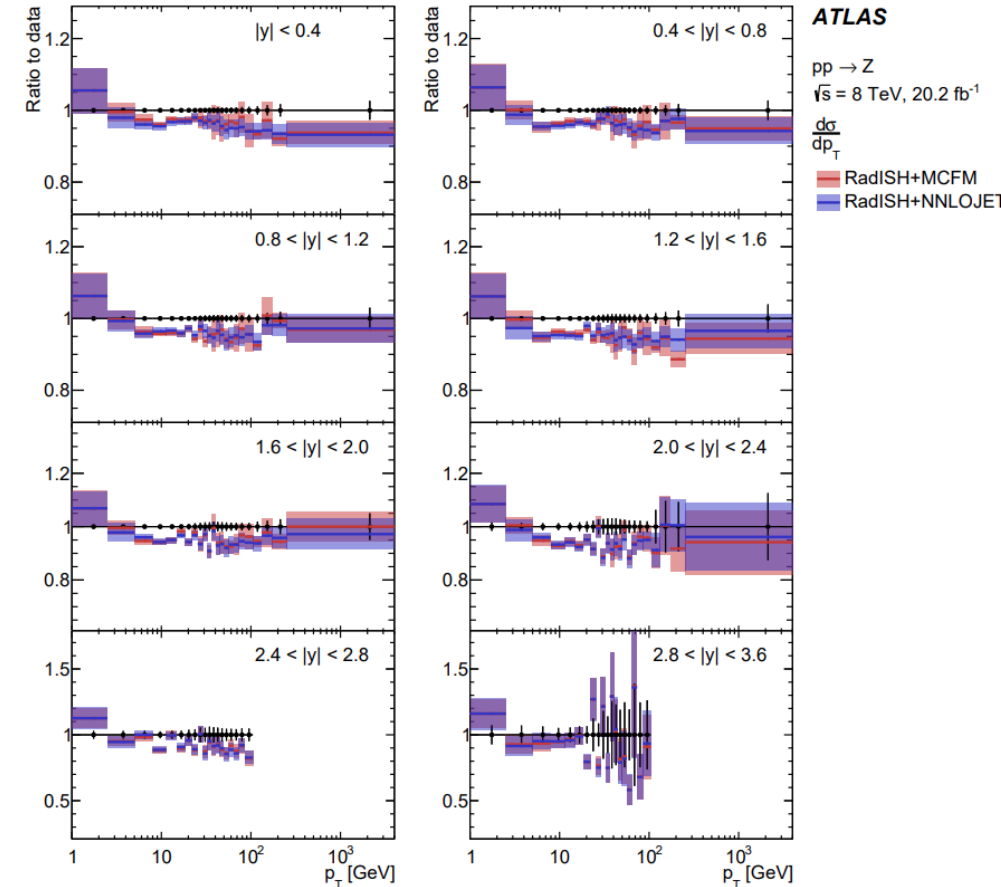 Ratio to data
1.2
1
0.8
|y| < 0.4
Ratio to data
1.2
1
0.8
0.4 < |y| < 0.8
ATLAS
pp → Z
√s = 8 TeV, 20.2 fb⁻¹
dσ
dp_T
RadISH+MCFM
RadISH+NNLOJET
1.2
1
0.8
0.8 < |y| < 1.2
1.2
1
0.8
1.2 < |y| < 1.6
1.2
1
0.8
1.6 < |y| < 2.0
1.2
1
0.8
2.0 < |y| < 2.4
1.5
1
0.5
2.4 < |y| < 2.8
1.5
1
0.5
2.8 < |y| < 3.6
1 10 10² 10³
p_T [GeV]
1 10 10² 10³
p_T [GeV]